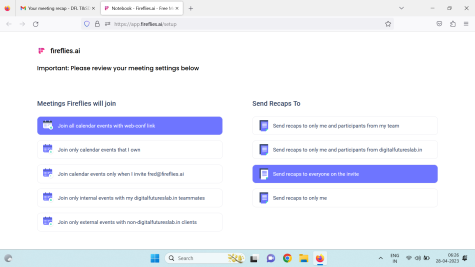 Your meeting recap - DFL T
Notebook - Fireflies.ai - Free M
https://app.fireflies.ai/setup
fireflies.ai
Important: Please review your meeting settings below
Meetings Fireflies will join
Join all calendar events with web-conf link
Join only calendar events that I own
Join calendar events only when I invite fred@fireflies.ai
Join only internal events with my digitalfutureslab.in teammates
Join only external events with non-digitalfutureslab.in clients
Send Recaps To
Send recaps to only me and participants from my team
Send recaps to only me and participants from digitalfutureslab.in
Send recaps to everyone on the invite
Send recaps to only me
Search
ENG
IN
06:26
26-04-2023